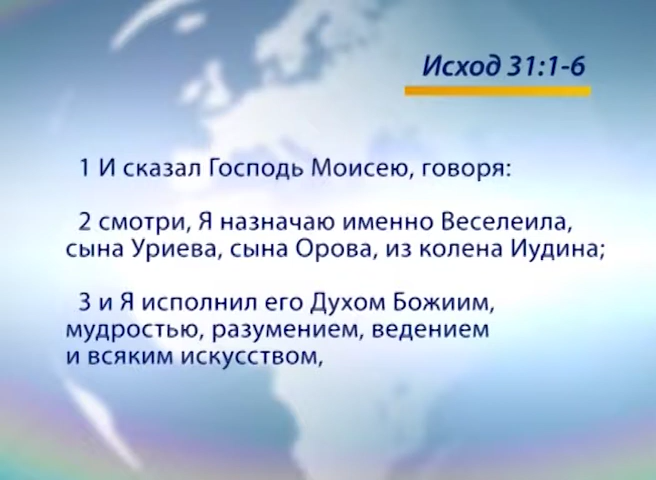 Исход 31:1-6
1 И сказал Господь Моисею, говоря:
2 смотри, Я назначаю именно Веселеила,
сына Уриева, сына Орова, из колена Иудина;
3 и Я исполнил его Духом Божиим,
мудростью, разумением, ведением
и всяким искусством,